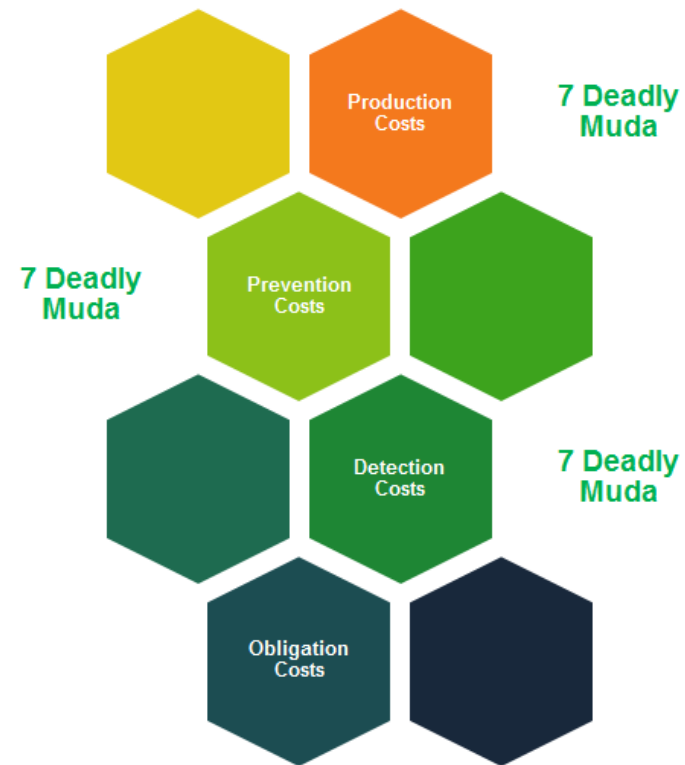 Production
Costs
7 Deadly
Muda
7 Deadly
Muda
Prevention
Costs
Detection
Costs
7 Deadly
Muda
Obligation
Costs